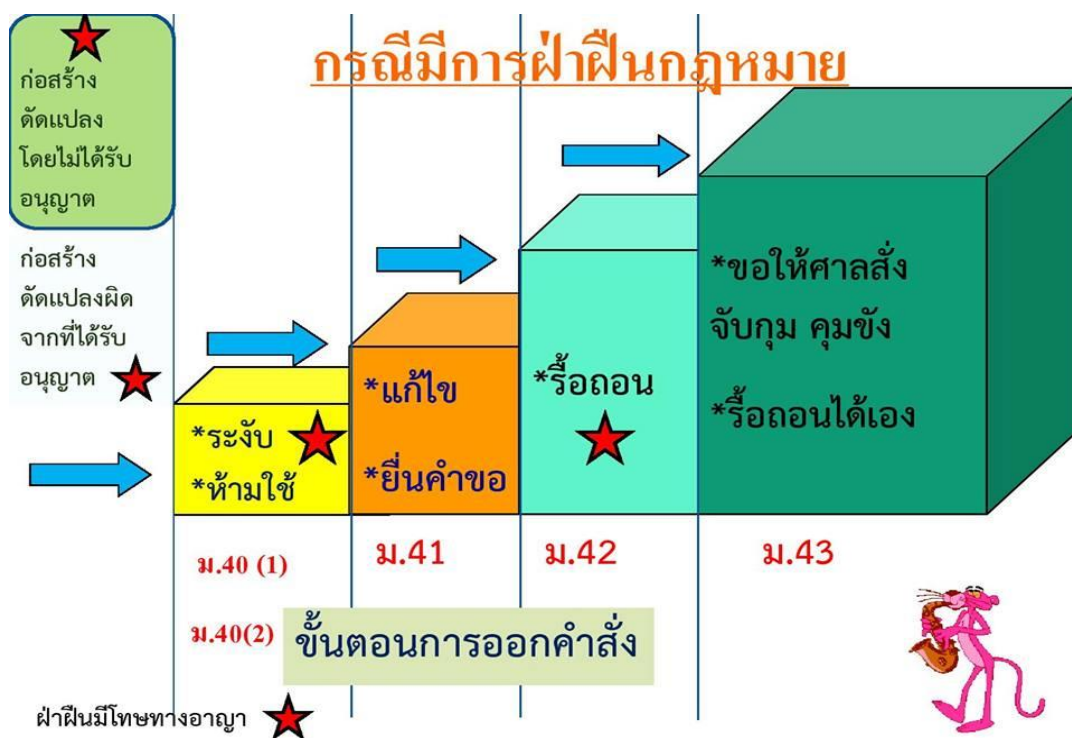 กรณีมีการฝ่าฝืนกฎหมาย
ก่อสร้าง
ดัดแปลง
โดยไม่ได้รับ
อนุญาต
ก่อสร้าง
ดัดแปลงผิด
จากที่ได้รับ
อนุญาต
*ระงับ
*ห้ามใช้
*แก้ไข
*ยื่นคำขอ
*รื้อถอน
*ขอให้ศาลสั่ง
จับกุม คุมขัง
*รื้อถอนได้เอง
ม.40 (1)
ม.40(2)
ม.41
ม.42
ม.43
ขั้นตอนการออกคำสั่ง
ฝ่าฝืนมีโทษทางอาญา